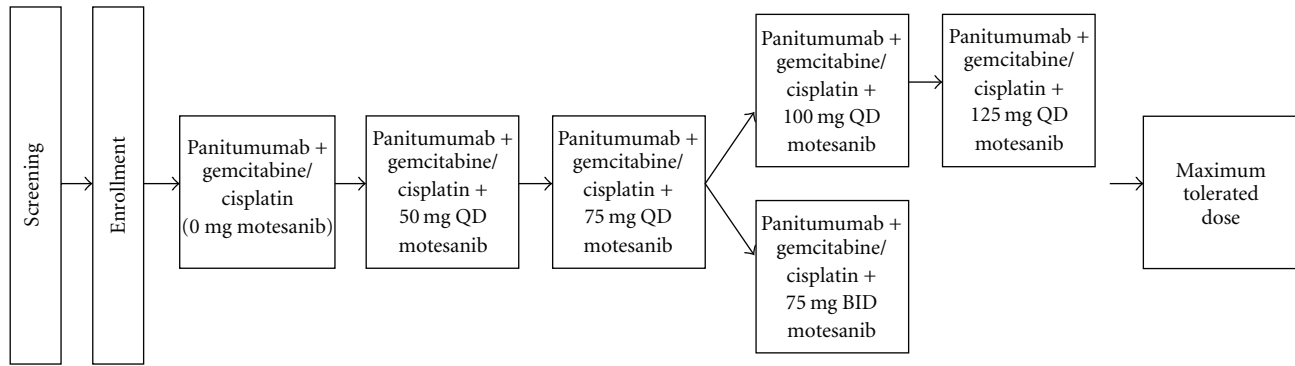 Screening
Enrollment
Panitumumab +
gemcitabine/
cisplatin
(0 mg motesanib)
Panitumumab +
gemcitabine/
cisplatin +
50 mg QD
motesanib
Panitumumab +
gemcitabine/
cisplatin +
75 mg QD
motesanib
Panitumumab +
gemcitabine/
cisplatin +
100 mg QD
motesanib
Panitumumab +
gemcitabine/
cisplatin +
125 mg QD
motesanib
Panitumumab +
gemcitabine/
cisplatin +
75 mg BID
motesanib
Maximum
tolerated
dose